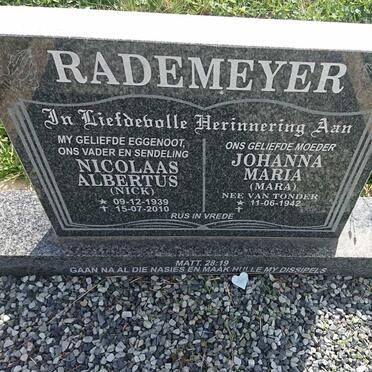 RADEMEYER
In Liefdevolle Herinnering Aan
MY GELIEFDE EGGENOOT,
ONS VADER EN SENDELING
NICOLAAS
ALBERTUS
(NICK)
★ 09-12-1939
✝ 15-07-2010
ONS GELIEFDE MOEDER
JOHANNA
MARIA
(MARA)
NEE VAN TONDER
★ 11-06-1942
✝
RUS IN VREDE
MATT. 28:19
GAAN NA AL DIE NASIES EN MAAK HULLE MY DISSIPELS